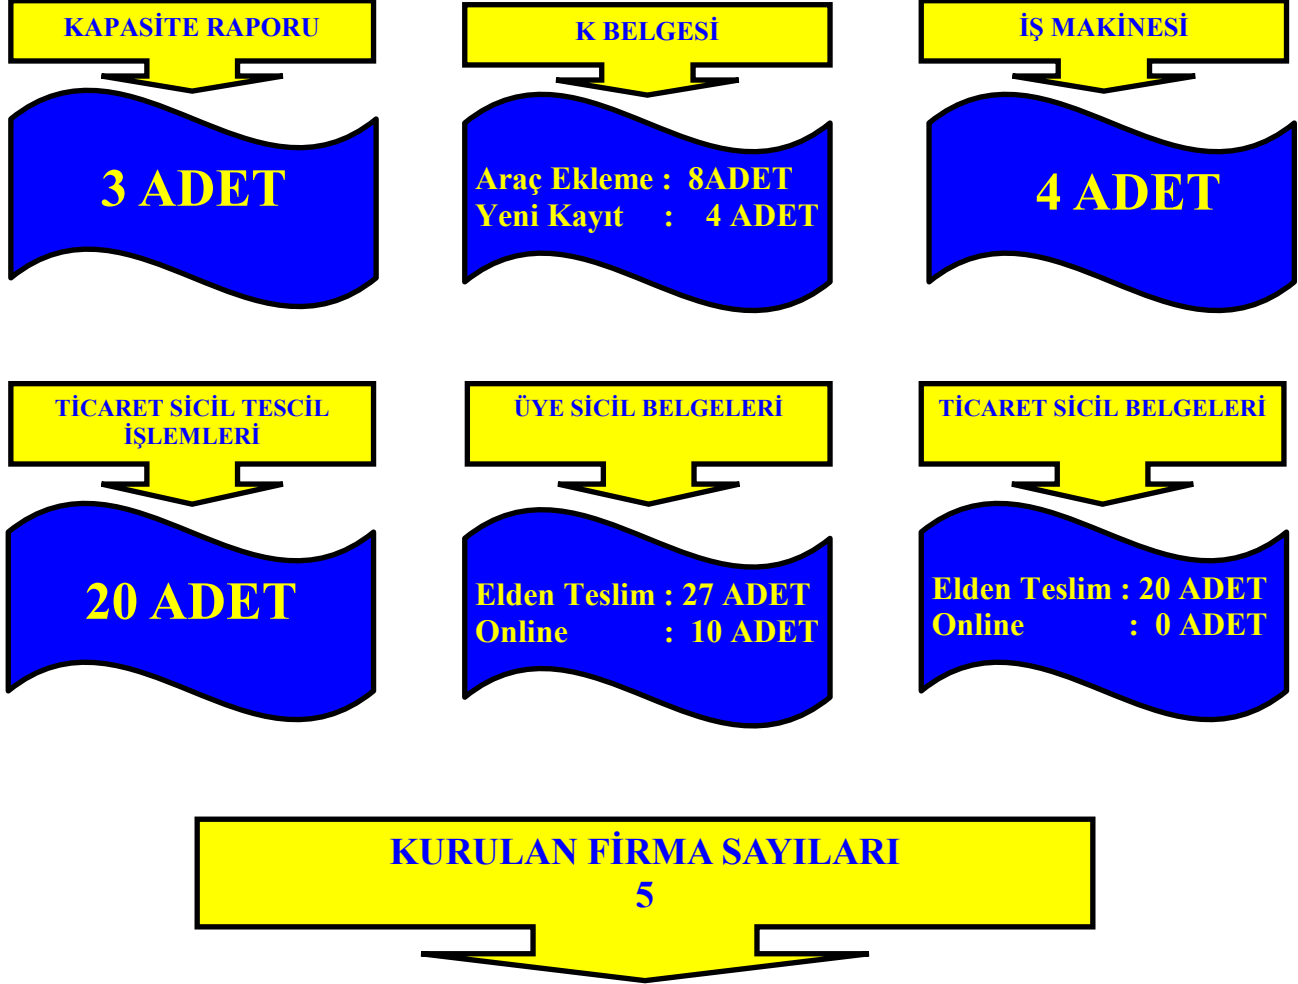 KAPASİTE RAPORU
3 ADET
K BELGESİ
Araç Ekleme : 8ADET
Yeni Kayıt : 4 ADET
İŞ MAKİNESİ
4 ADET
TİCARET SİCİL TESCİL
İŞLEMLERİ
20 ADET
ÜYE SİCİL BELGELERİ
Elden Teslim : 27 ADET
Online : 10 ADET
TİCARET SİCİL BELGELERİ
Elden Teslim : 20 ADET
Online : 0 ADET
KURULAN FİRMA SAYILARI
5